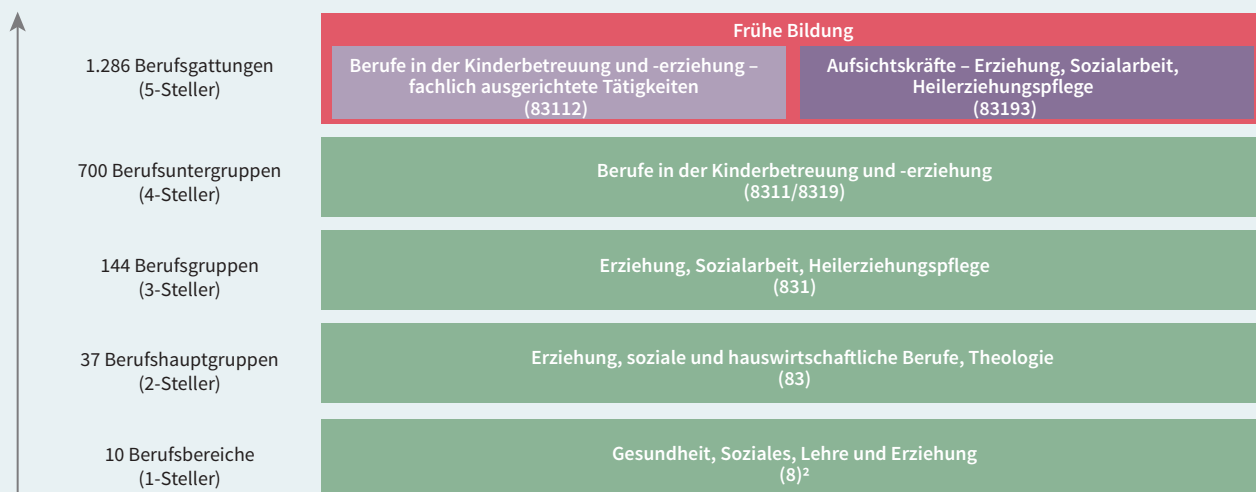 Frühe Bildung
1.286 Berufsgattungen
(5-Steller)
Berufe in der Kinderbetreuung und -erziehung –
fachlich ausgerichtete Tätigkeiten
(83112)
Aufsichtskräfte – Erziehung, Sozialarbeit,
Heilerziehungspflege
(83193)
700 Berufsuntergruppen
(4-Steller)
Berufe in der Kinderbetreuung und -erziehung
(8311/8319)
144 Berufsgruppen
(3-Steller)
Erziehung, Sozialarbeit, Heilerziehungspflege
(831)
37 Berufshauptgruppen
(2-Steller)
Erziehung, soziale und hauswirtschaftliche Berufe, Theologie
(83)
10 Berufsbereiche
(1-Steller)
Gesundheit, Soziales, Lehre und Erziehung
(8)²